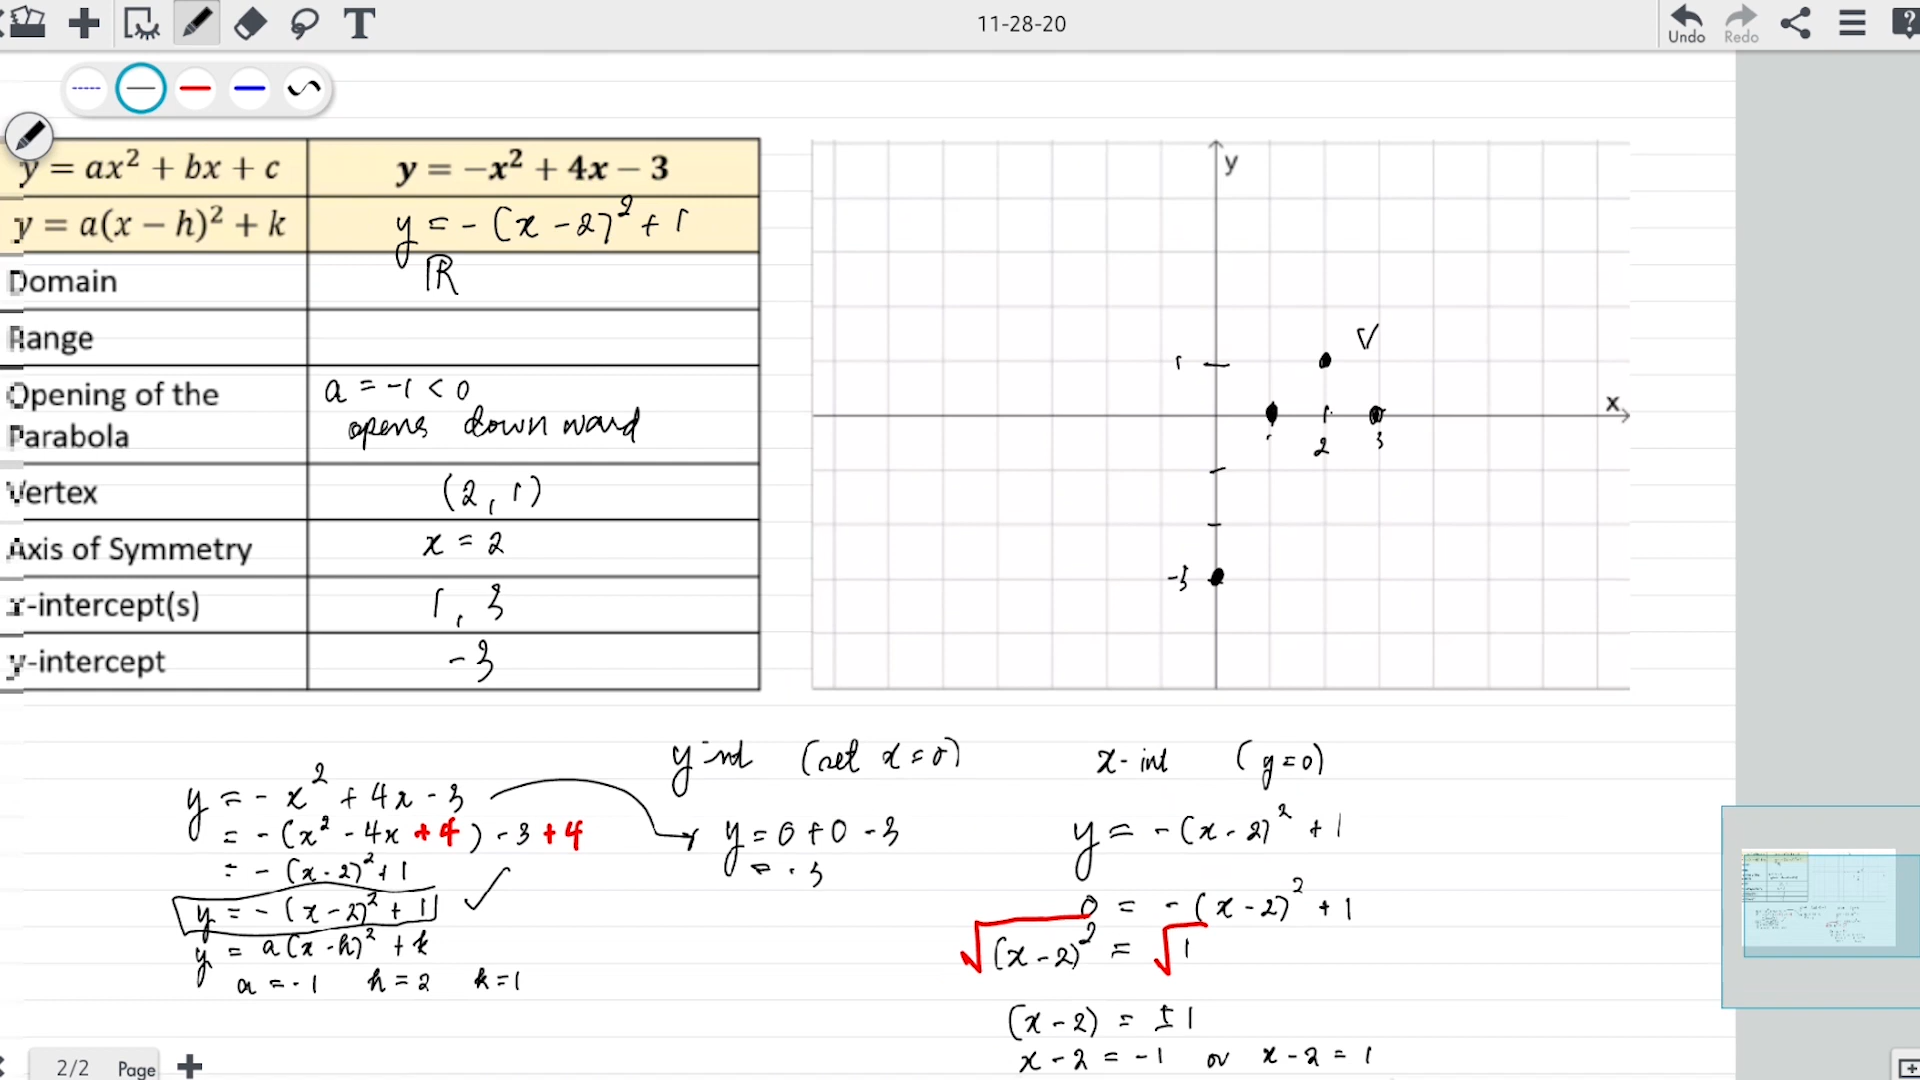 11-28-20
Undo
Redo
y = ax² + bx + c
y = −x² + 4x − 3
y = a(x − h)² + k
y = - (x - 2)² + 1
Domain
ℝ
Range
Opening of the
Parabola
a = -1 < 0
opens downward
Vertex
(2, 1)
Axis of Symmetry
x = 2
x-intercept(s)
1, 3
y-intercept
-3
y
x
V
1
2
3
-3
y-int (set x=0)
x-int (y=0)
y = - x² + 4x - 3
= - (x² - 4x + 4) - 3 + 4
= - (x - 2)² + 1
y = - (x - 2)² + 1 ✓
y = a(x - h)² + k
a = -1 h = 2 k = 1
y = 0 + 0 - 3
= -3
y = - (x - 2)² + 1
0 = - (x - 2)² + 1
√(x - 2)² = √1
(x - 2) = ± 1
x - 2 = -1 or x - 2 = 1
2/2 Page